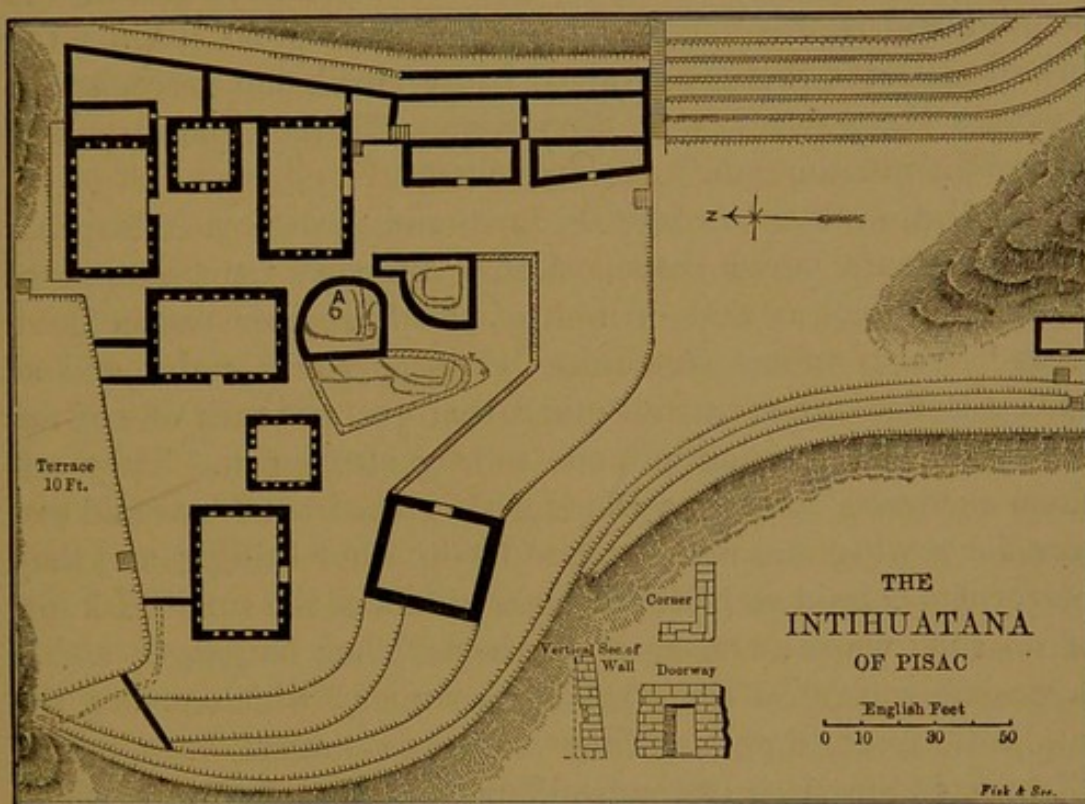 A
N
Terrace
10 Ft.
Corner
Vertical Sec. of
Wall
Doorway
THE
INTIHUATANA
OF PISAC
English Feet
0 10 30 50
Fisk & See.